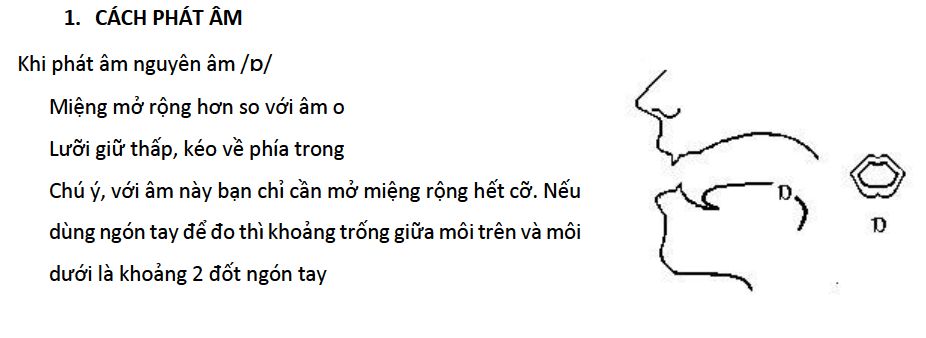 1. CÁCH PHÁT ÂM
Khi phát âm nguyên âm /ɒ/
Miệng mở rộng hơn so với âm o
Lưỡi giữ thấp, kéo về phía trong
Chú ý, với âm này bạn chỉ cần mở miệng rộng hết cỡ. Nếu
dùng ngón tay để đo thì khoảng trống giữa môi trên và môi
dưới là khoảng 2 đốt ngón tay
ɒ
ɒ